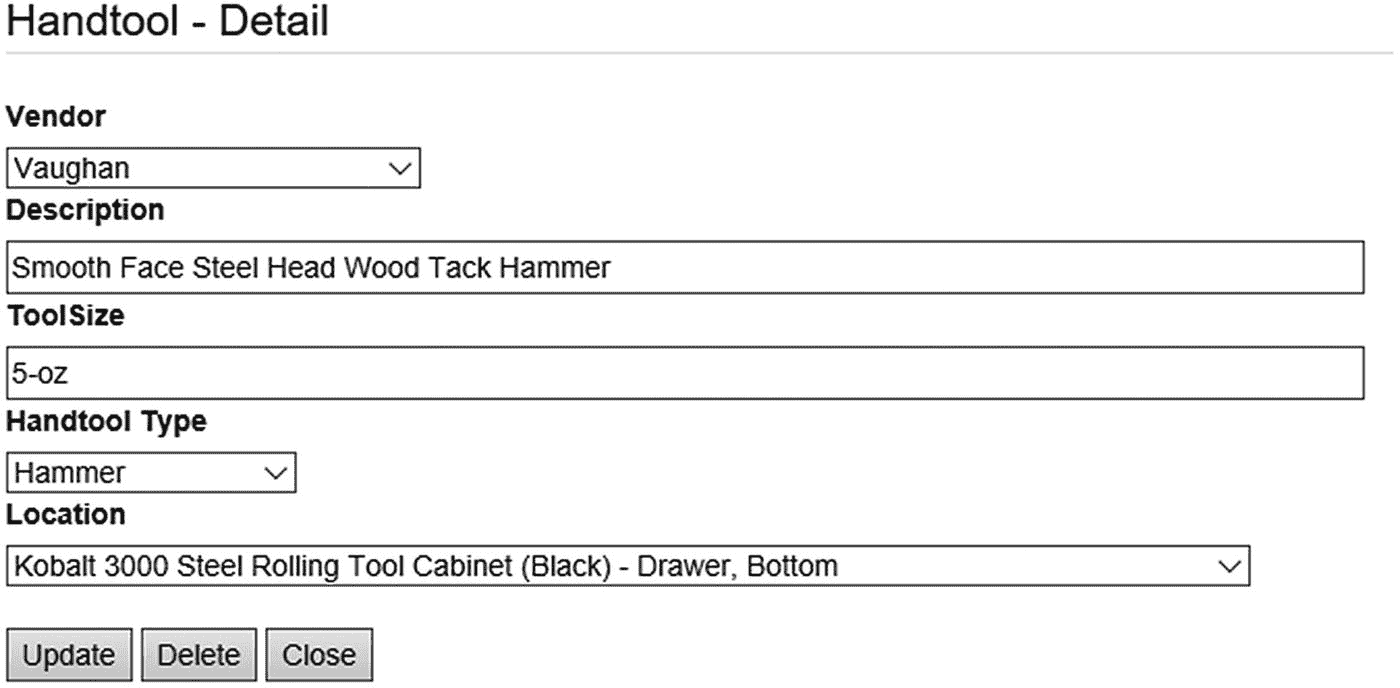 Handtool - Detail
Vendor
Vaughan
Description
Smooth Face Steel Head Wood Tack Hammer
ToolSize
5-oz
Handtool Type
Hammer
Location
Kobalt 3000 Steel Rolling Tool Cabinet (Black) - Drawer, Bottom
Update Delete Close